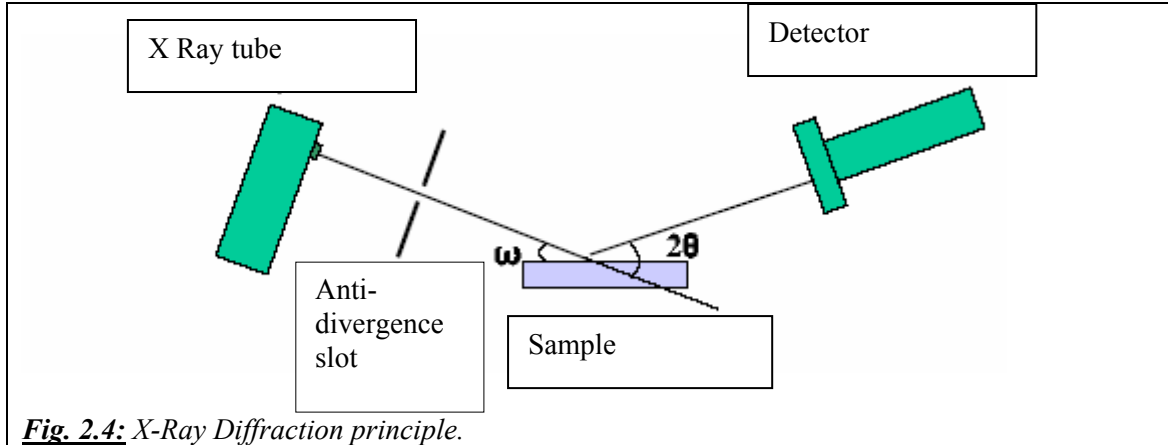 X Ray tube
Detector
ω
2θ
Anti-
divergence
slot
Sample
Fig. 2.4: X-Ray Diffraction principle.